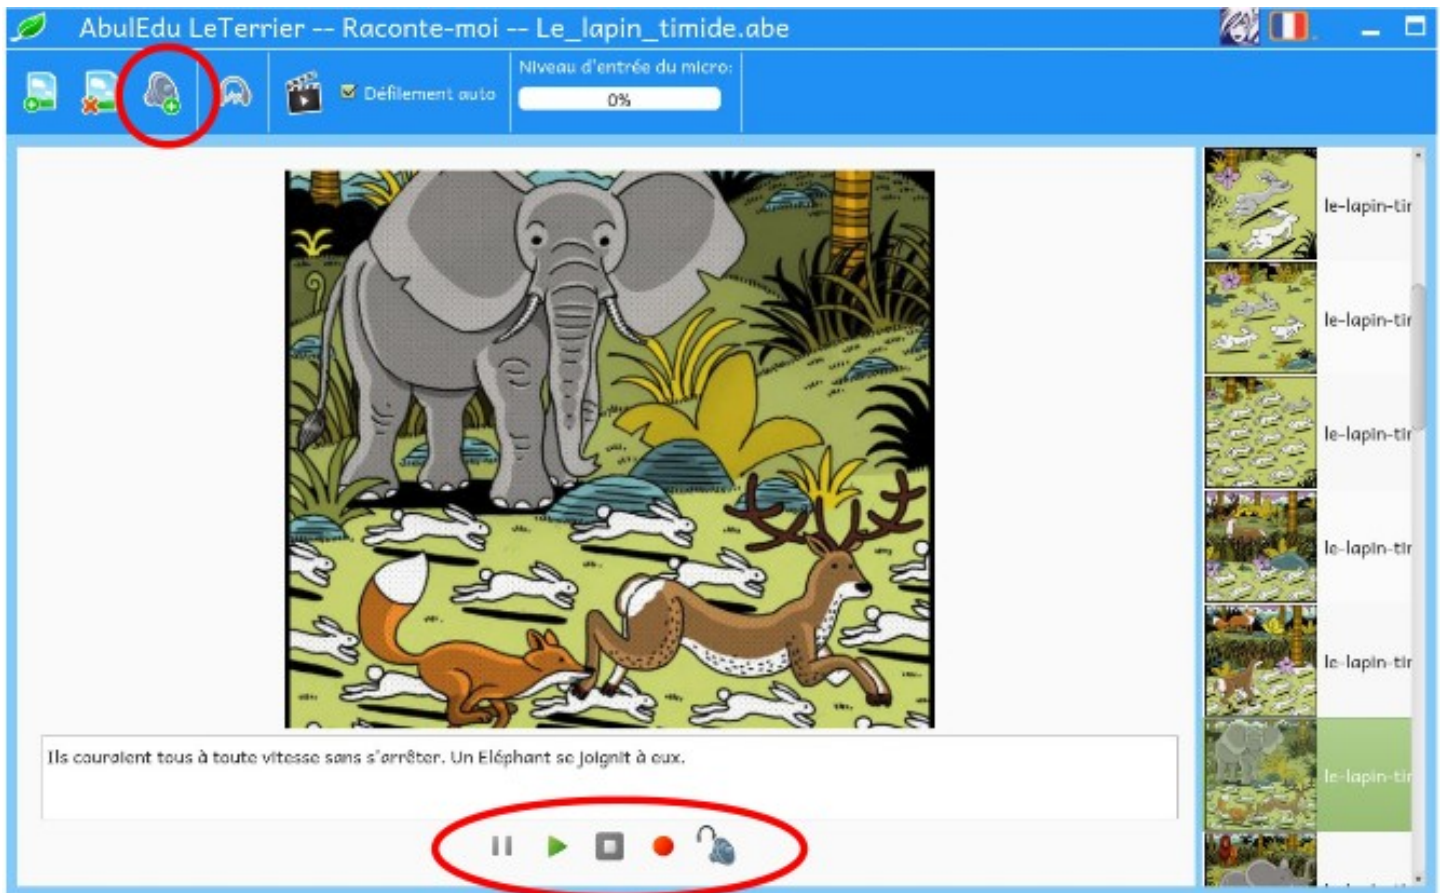 AbulEdu LeTerrier -- Raconte-moi -- Le_lapin_timide.abe
Niveau d'entrée du micro:
Défilement auto
0%
le-lapin-tir
le-lapin-tir
le-lapin-tir
le-lapin-tir
le-lapin-tir
le-lapin-tir
Ils couraient tous à toute vitesse sans s'arrêter. Un Eléphant se joignit à eux.